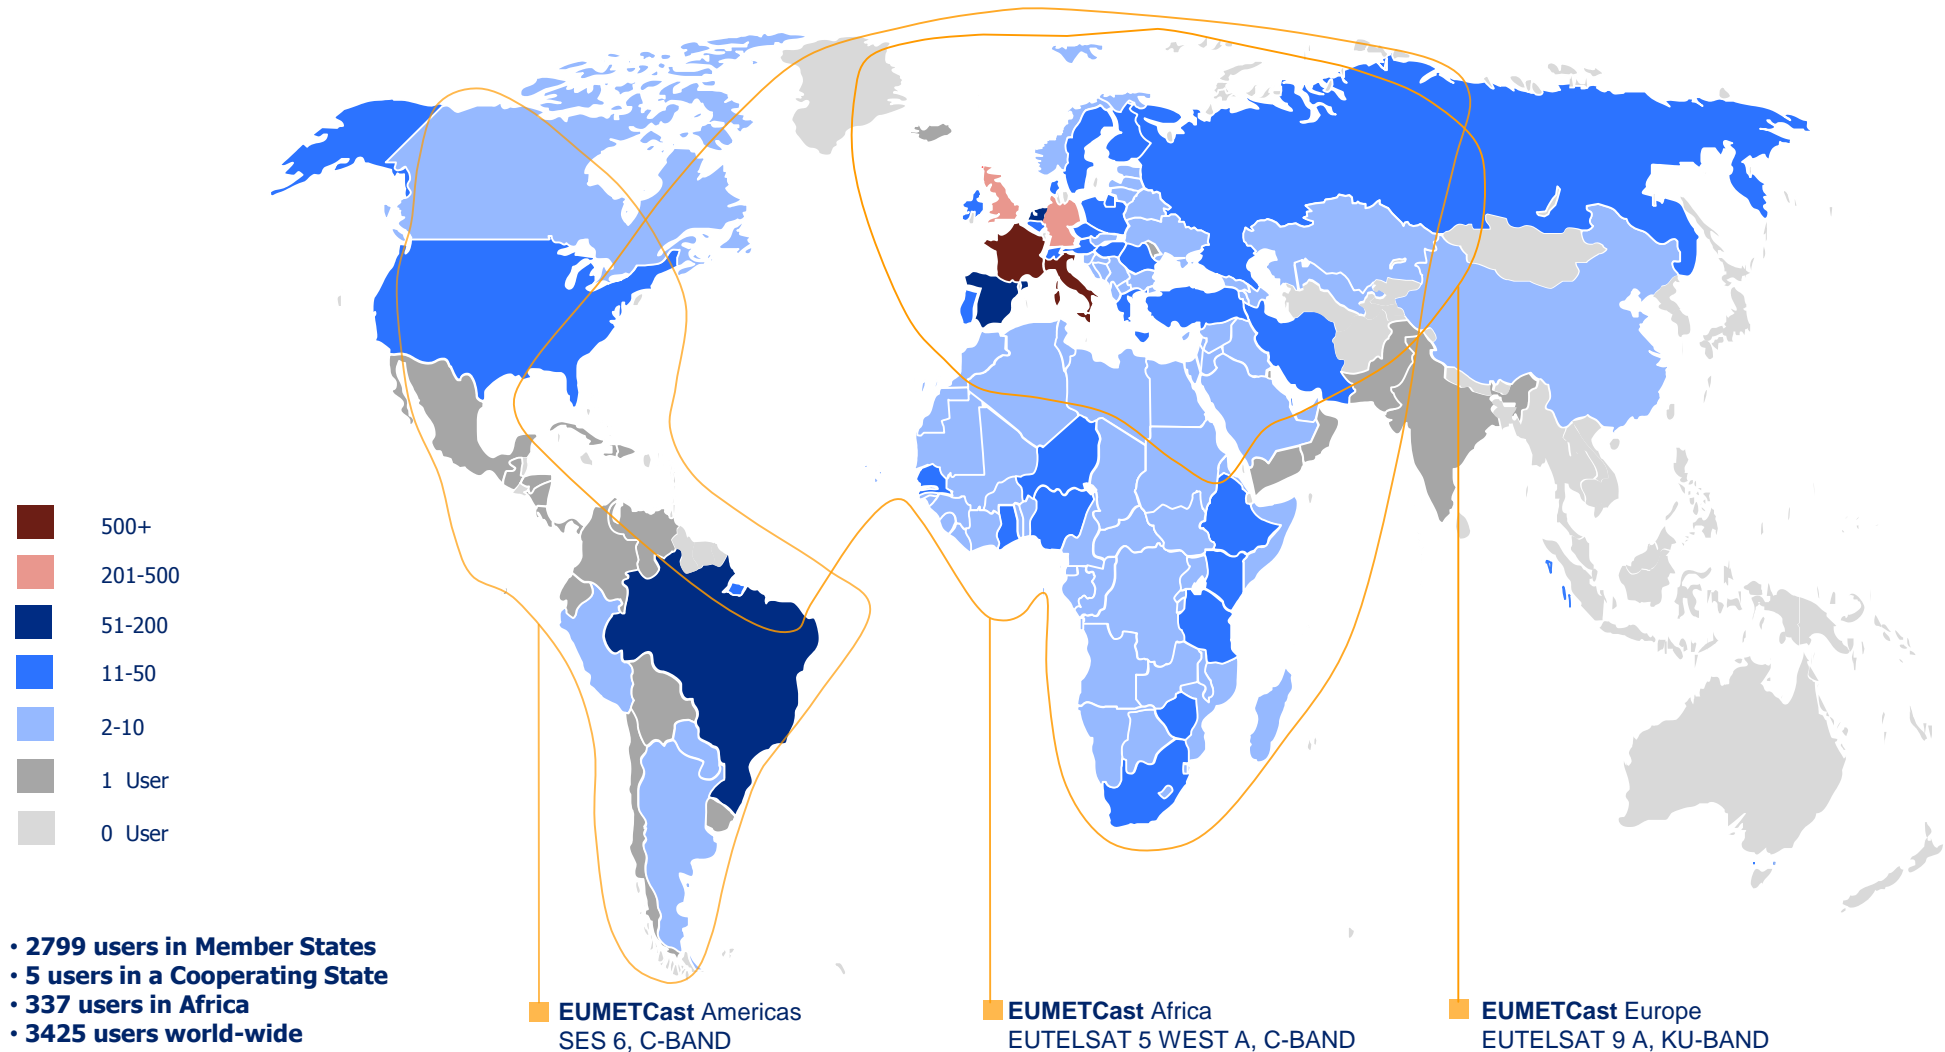 500+
201-500
51-200
11-50
2-10
1 User
0 User
• 2799 users in Member States
• 5 users in a Cooperating State
• 337 users in Africa
• 3425 users world-wide
EUMETCast Americas
SES 6, C-BAND
EUMETCast Africa
EUTELSAT 5 WEST A, C-BAND
EUMETCast Europe
EUTELSAT 9 A, KU-BAND